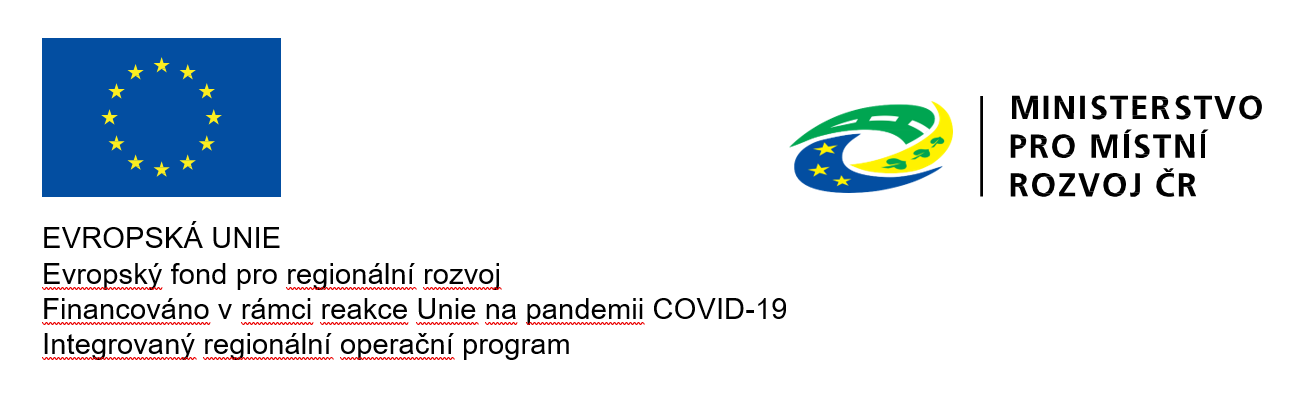 MINISTERSTVO
PRO MÍSTNÍ
ROZVOJ ČR
EVROPSKÁ UNIE
Evropský fond pro regionální rozvoj
Financováno v rámci reakce Unie na pandemii COVID-19
Integrovaný regionální operační program